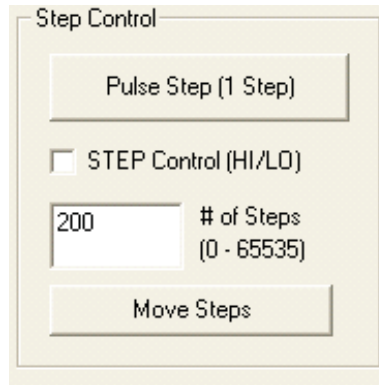 Step Control
Pulse Step (1 Step)
STEP Control (HI/LO)
200
# of Steps
(0 - 65535)
Move Steps